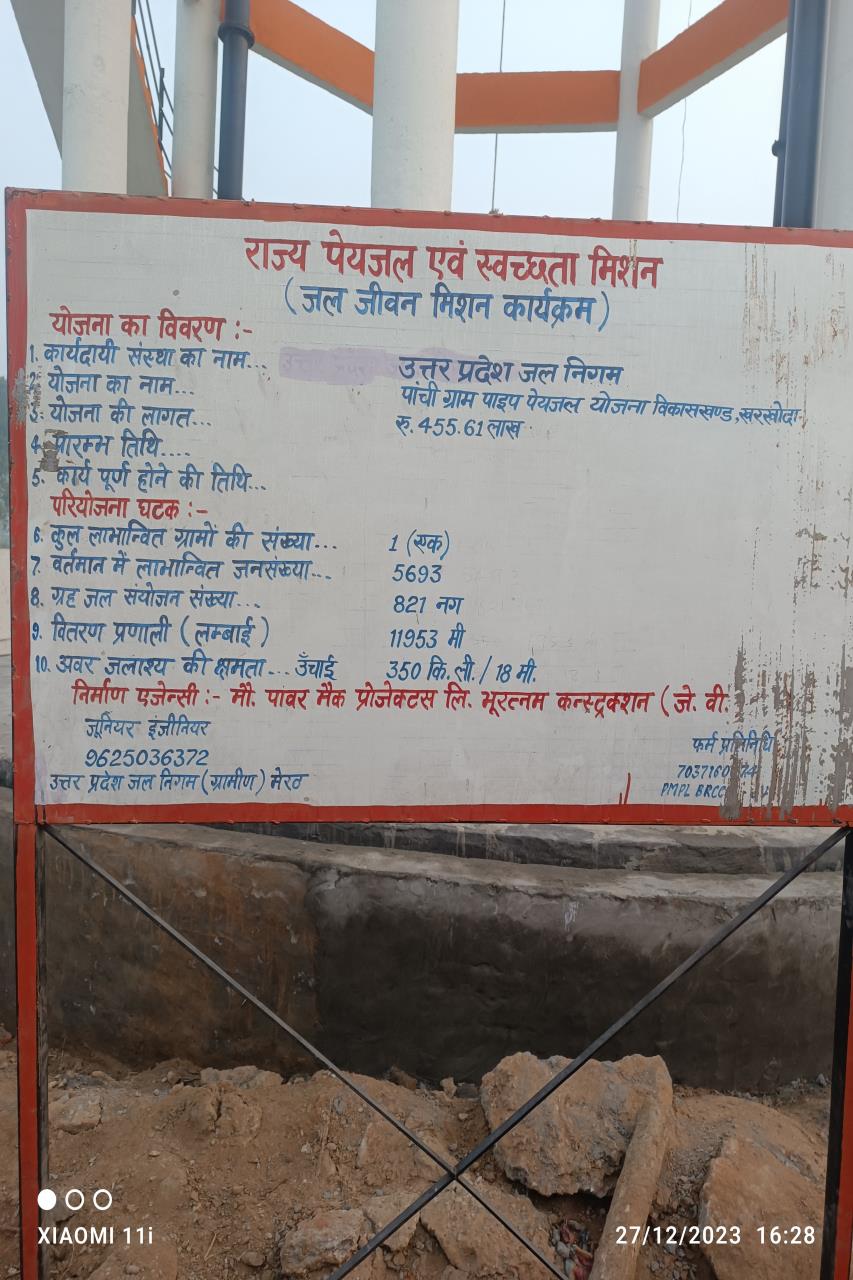 राज्य पेयजल एवं स्वच्छता मिशन
(जल जीवन मिशन कार्यक्रम)
योजना का विवरण :-
1. कार्यदायी संस्था का नाम... उत्तर प्रदेश जल निगम
2. योजना का नाम... पांची ग्राम पाइप पेयजल योजना विकासखण्ड, खरखोदा
3. योजना की लागत... रु. 455.61 लाख
4. प्रारम्भ तिथि....
5. कार्य पूर्ण होने की तिथि...
परियोजना घटक :-
6. कुल लाभान्वित ग्रामों की संख्या... 1 (एक)
7. वर्तमान में लाभान्वित जनसंख्या... 5693
8. ग्रह जल संयोजन संख्या... 821 नग
9. वितरण प्रणाली (लम्बाई) 11953 मी
10. अवर जलाश्य की क्षमता... उँचाई 350 कि.ली./ 18 मी.
निर्माण एजेन्सी :- मौ. पावर मैक प्रोजेक्टस लि. भूरत्नम कन्स्ट्रक्शन (जे. वी.
जूनियर इंजीनियर
9625036372
उत्तर प्रदेश जल निगम (ग्रामीण) मेरठ
फर्म प्रतिनिधि
PMPL
XIAOMI 11i
27/12/2023 16:28